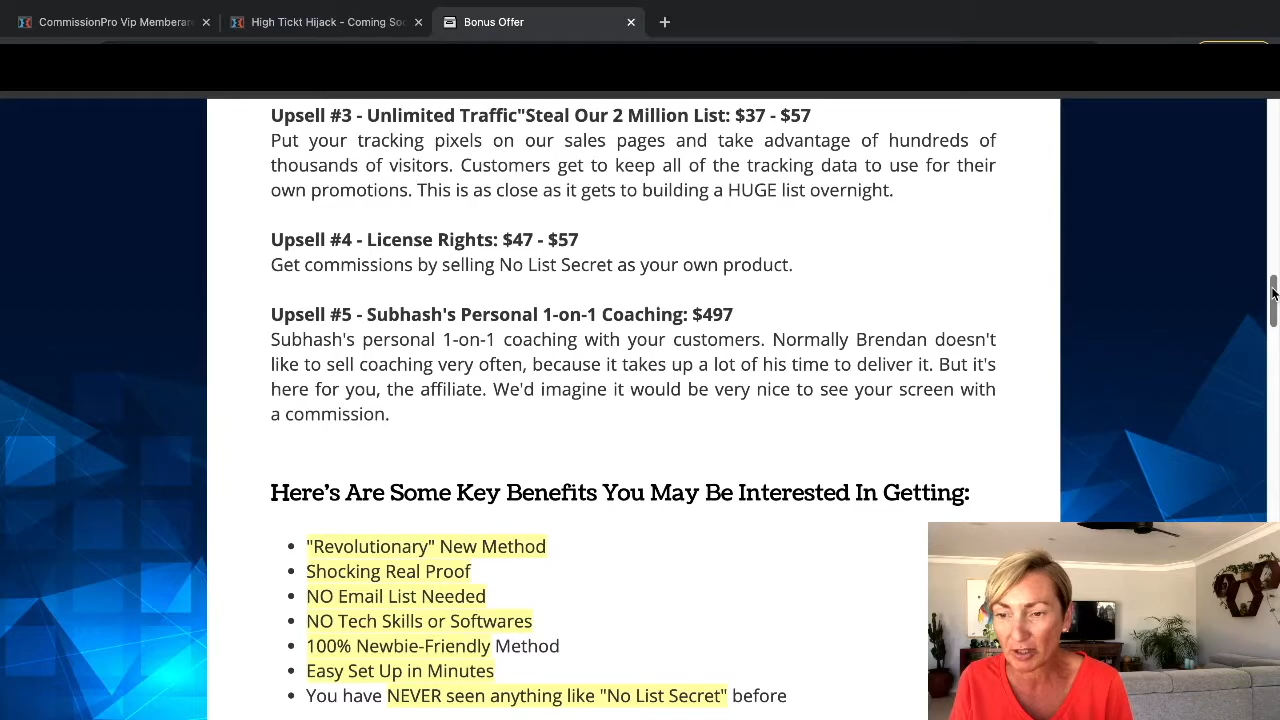 CommissionPro Vip Memberar
High Tickt Hijack - Coming Soo
Bonus Offer
Upsell #3 - Unlimited Traffic"Steal Our 2 Million List: $37 - $57
Put your tracking pixels on our sales pages and take advantage of hundreds of
thousands of visitors. Customers get to keep all of the tracking data to use for their
own promotions. This is as close as it gets to building a HUGE list overnight.
Upsell #4 - License Rights: $47 - $57
Get commissions by selling No List Secret as your own product.
Upsell #5 - Subhash's Personal 1-on-1 Coaching: $497
Subhash's personal 1-on-1 coaching with your customers. Normally Brendan doesn't
like to sell coaching very often, because it takes up a lot of his time to deliver it. But it's
here for you, the affiliate. We'd imagine it would be very nice to see your screen with
a commission.
Here's Are Some Key Benefits You May Be Interested In Getting:
"Revolutionary" New Method
Shocking Real Proof
NO Email List Needed
NO Tech Skills or Softwares
100% Newbie-Friendly Method
Easy Set Up in Minutes
You have NEVER seen anything like "No List Secret" before